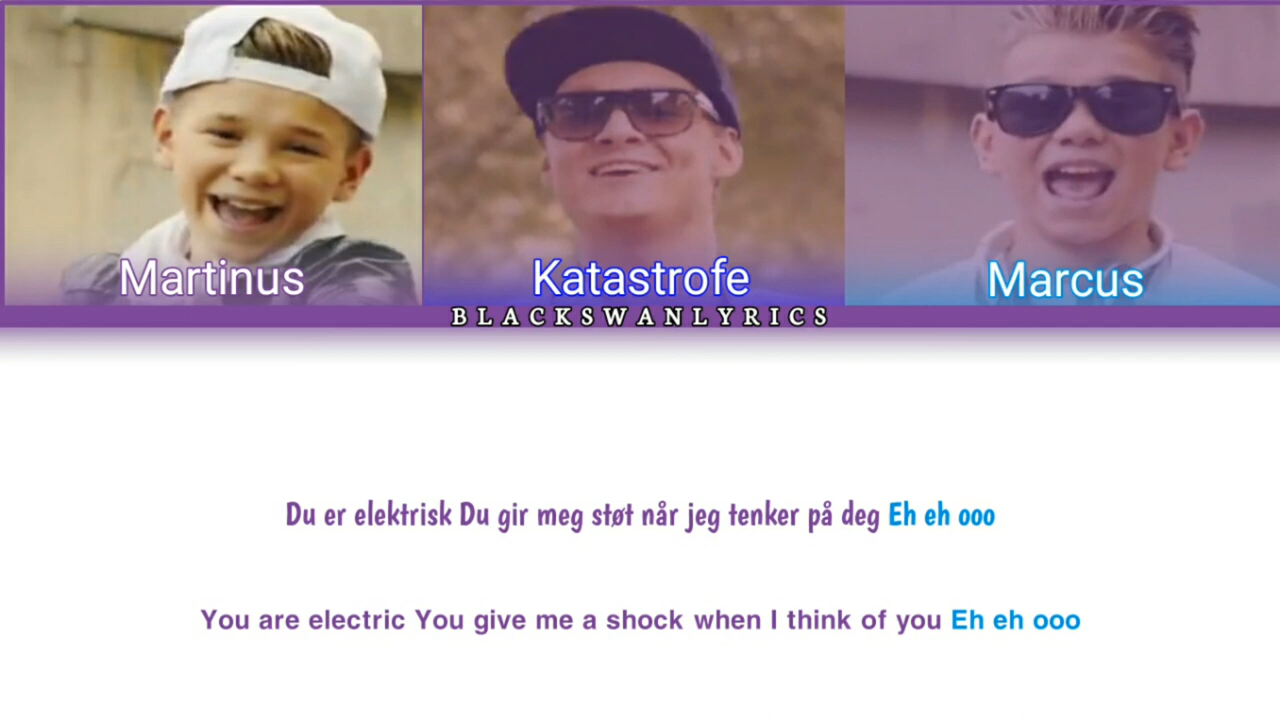 Martinus
Katastrofe
Marcus
BLACKSWANLYRICS
Du er elektrisk Du gir meg støt når jeg tenker på deg Eh eh ooo
You are electric You give me a shock when I think of you Eh eh ooo